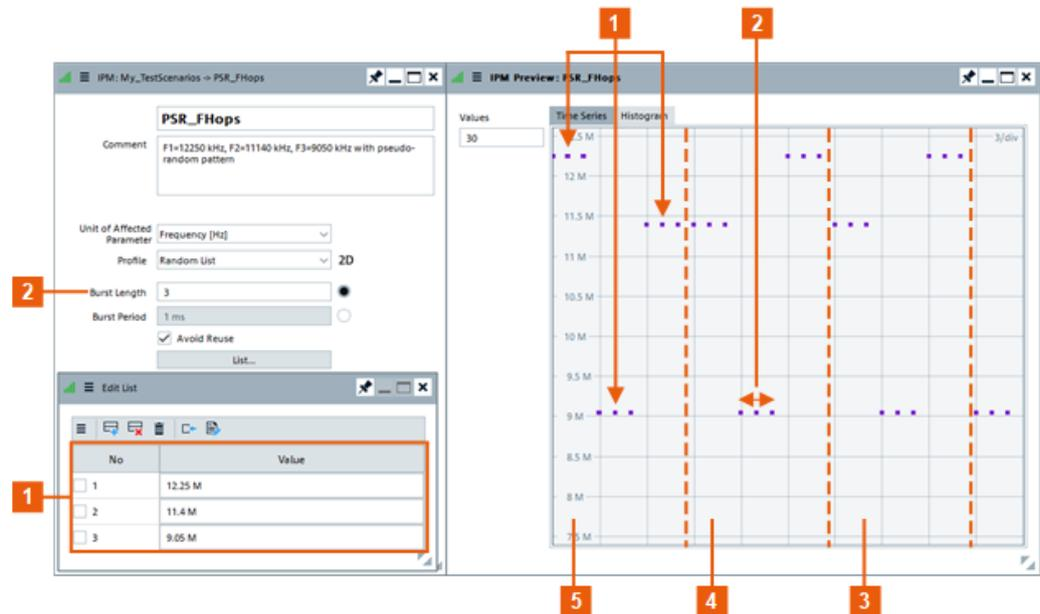 1
2
IPM: My_TestScenarios -> PSR_FHops
IPM Preview: PSR_FHops
PSR_FHops
Comment
F1=12250 kHz, F2=11140 kHz, F3=9050 kHz with pseudo-
random pattern
Unit of Affected
Parameter
Frequency [Hz]
Profile
Random List
2D
2
Burst Length
3
Burst Period
1 ms
Avoid Reuse
List...
Edit List
No
Value
1
1
12.25 M
2
11.4 M
3
9.05 M
Values
30
Time Series
Histogram
3/div
12 M
11.5 M
11 M
10.5 M
10 M
9.5 M
9 M
8.5 M
8 M
5
4
3